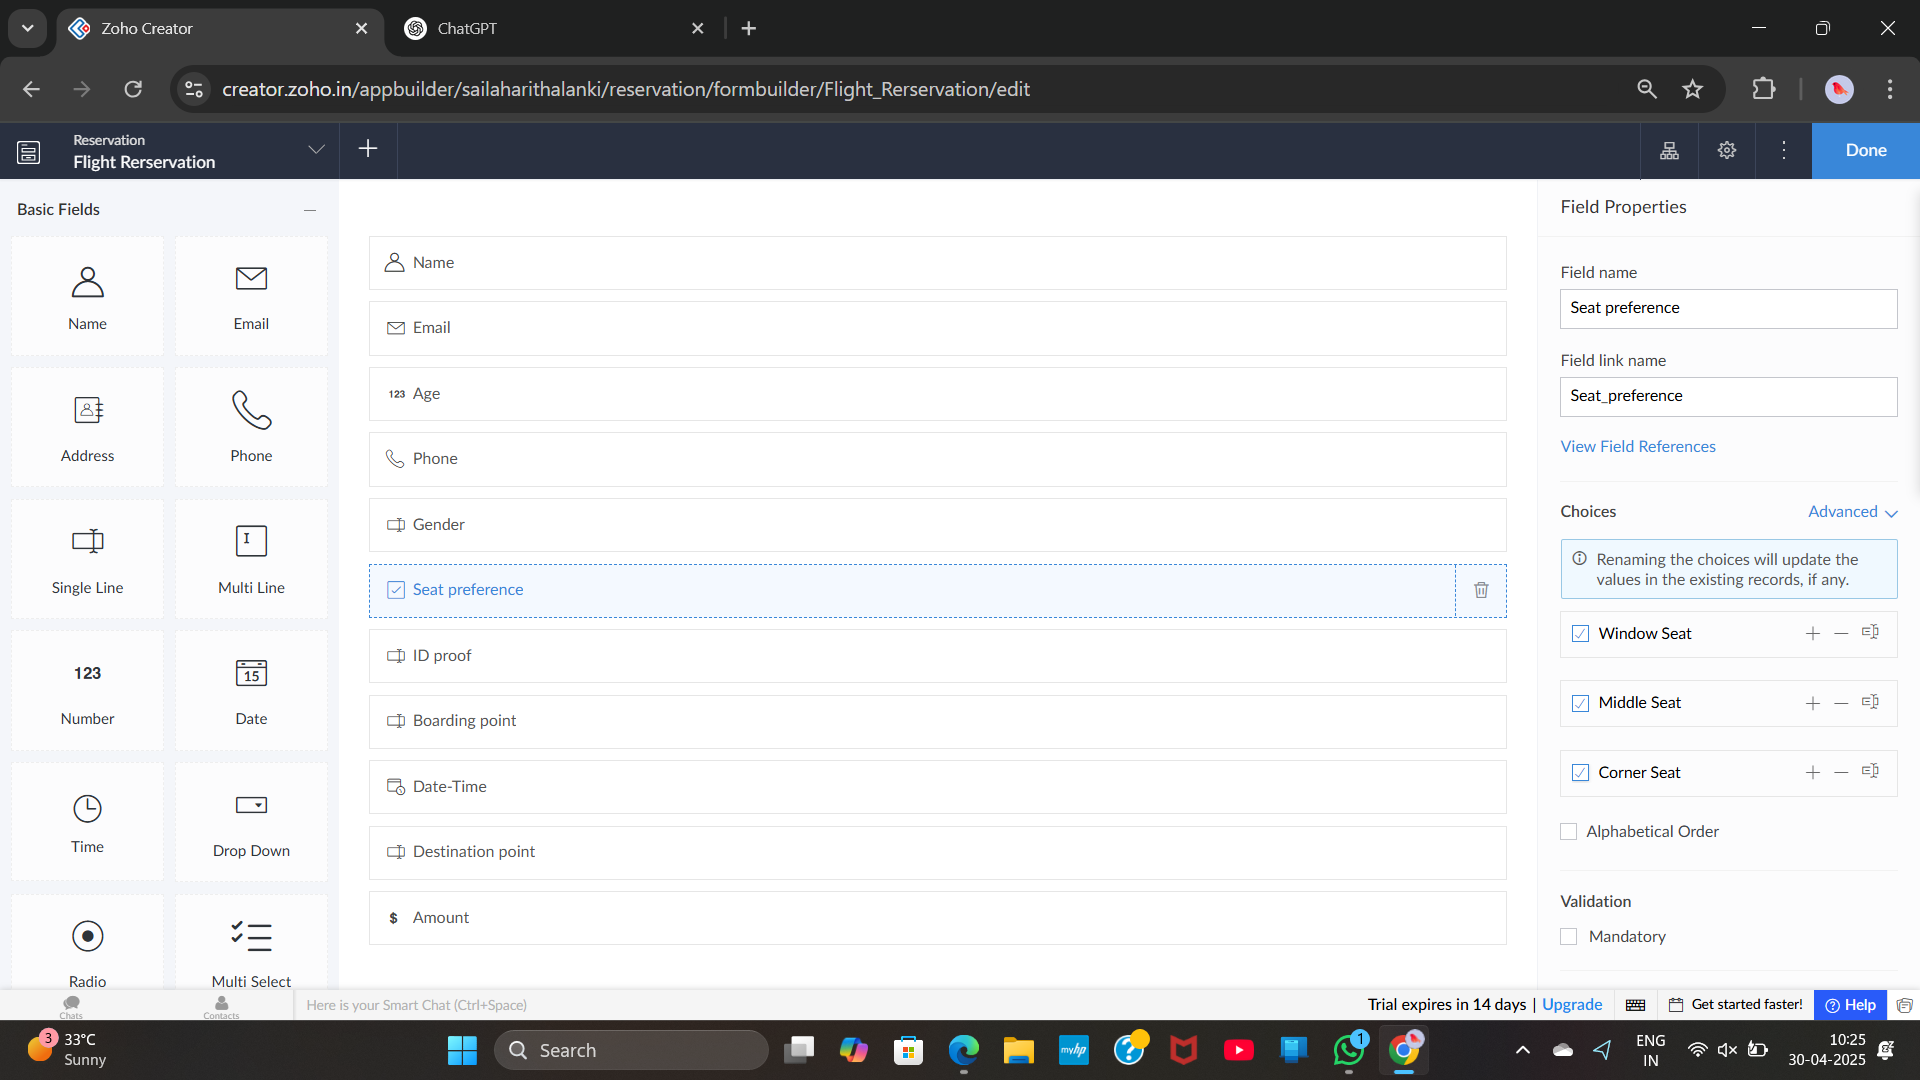 Zoho Creator
ChatGPT
creator.zoho.in/appbuilder/sailaharithalanki/reservation/formbuilder/Flight_Rerservation/edit
Reservation
Flight Rerservation
Done
Basic Fields
Name
Email
Address
Phone
Single Line
Multi Line
123
Number
15
Date
Time
Drop Down
Radio
Multi Select
Name
Email
123 Age
Phone
Gender
Seat preference
ID proof
Boarding point
Date-Time
Destination point
$ Amount
Field Properties
Field name
Seat preference
Field link name
Seat_preference
View Field References
Choices
Advanced
Renaming the choices will update the
values in the existing records, if any.
Window Seat
Middle Seat
Corner Seat
Alphabetical Order
Validation
Mandatory
Chats
Contacts
Here is your Smart Chat (Ctrl+Space)
Trial expires in 14 days | Upgrade
Get started faster!
Help
3
33°C
Sunny
Search
myhp
1
ENG
IN
10:25
30-04-2025